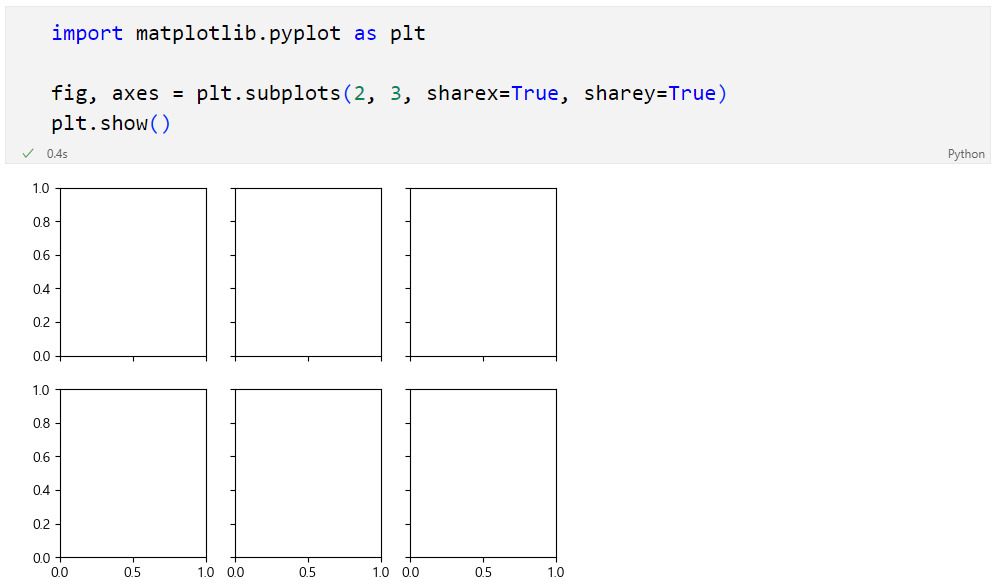 import matplotlib.pyplot as plt
fig, axes = plt.subplots(2, 3, sharex=True, sharey=True)
plt.show()
0.4s
Python
1.0
0.8
0.6
0.4
0.2
0.0
1.0
0.8
0.6
0.4
0.2
0.0
0.0 0.5 1.0 0.0 0.5 1.0 0.0 0.5 1.0